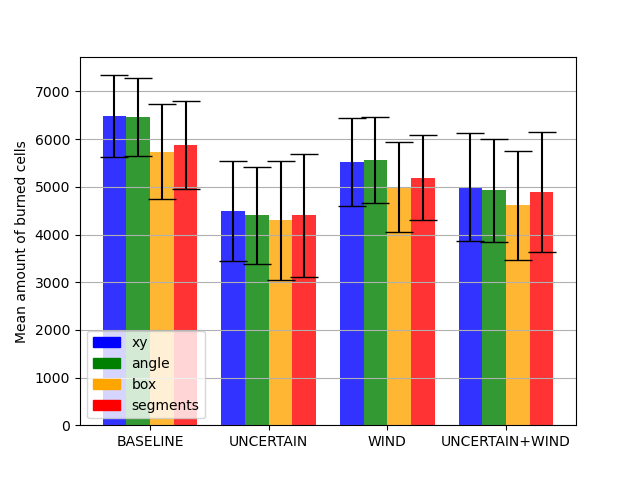 Mean amount of burned cells
7000
6000
5000
4000
3000
2000
1000
0
xy
angle
box
segments
BASELINE UNCERTAIN WIND UNCERTAIN+WIND